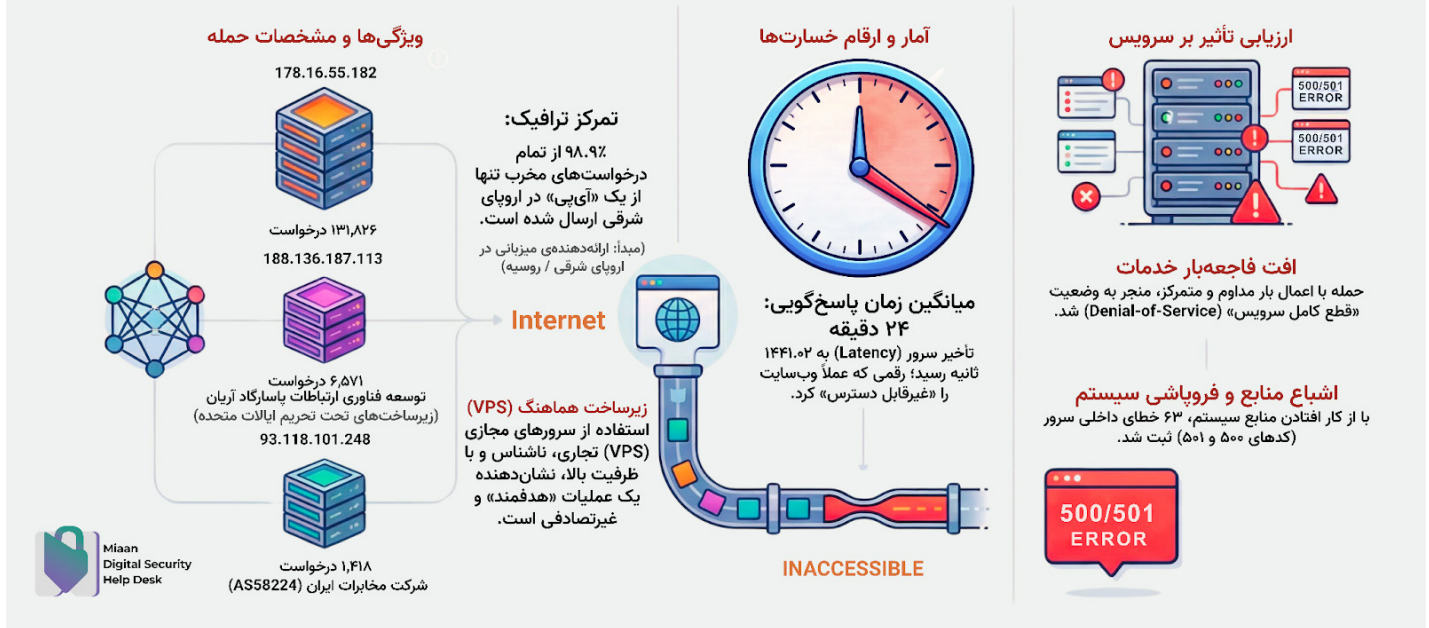 ارزیابی تأثیر بر سرویس
500/501
ERROR
500/501
ERROR
افت فاجعه‌بار خدمات
حمله با اعمال بار مداوم و متمرکز، منجر به وضعیت
«قطع کامل سرویس» (Denial-of-Service) شد.
اشباع منابع و فروپاشی سیستم
با از کار افتادن منابع سیستم، ۶۳ خطای داخلی سرور
(کدهای ۵۰۰ و ۵۰۱) ثبت شد.
500/501
ERROR
آمار و ارقام خسارت‌ها
میانگین زمان پاسخ‌گویی:
۲۴ دقیقه
تأخیر سرور (Latency) به ۱۴۴۱.۰۲
ثانیه رسید؛ رقمی که عملاً وب‌سایت
را «غیرقابل دسترس» کرد.
INACCESSIBLE
ویژگی‌ها و مشخصات حمله
178.16.55.182
۱۳۱,۸۲۶ درخواست
188.136.187.113
۶,۵۷۱ درخواست
توسعه فناوری ارتباطات پاسارگاد آریان
(زیرساخت‌های تحت تحریم ایالات متحده)
93.118.101.248
۱,۴۱۸ درخواست
شرکت مخابرات ایران (AS58224)
تمرکز ترافیک:
۹۸.۹٪ از تمام
درخواست‌های مخرب تنها
از یک «آی‌پی» در اروپای
شرقی ارسال شده است.
(مبدأ: ارائه‌دهنده‌ی میزبانی در
اروپای شرقی / روسیه)
Internet
زیرساخت هماهنگ (VPS)
استفاده از سرورهای مجازی
(VPS) تجاری، ناشناس و با
ظرفیت بالا، نشان‌دهنده
یک عملیات «هدفمند» و
غیرتصادفی است.
Miaan
Digital Security
Help Desk